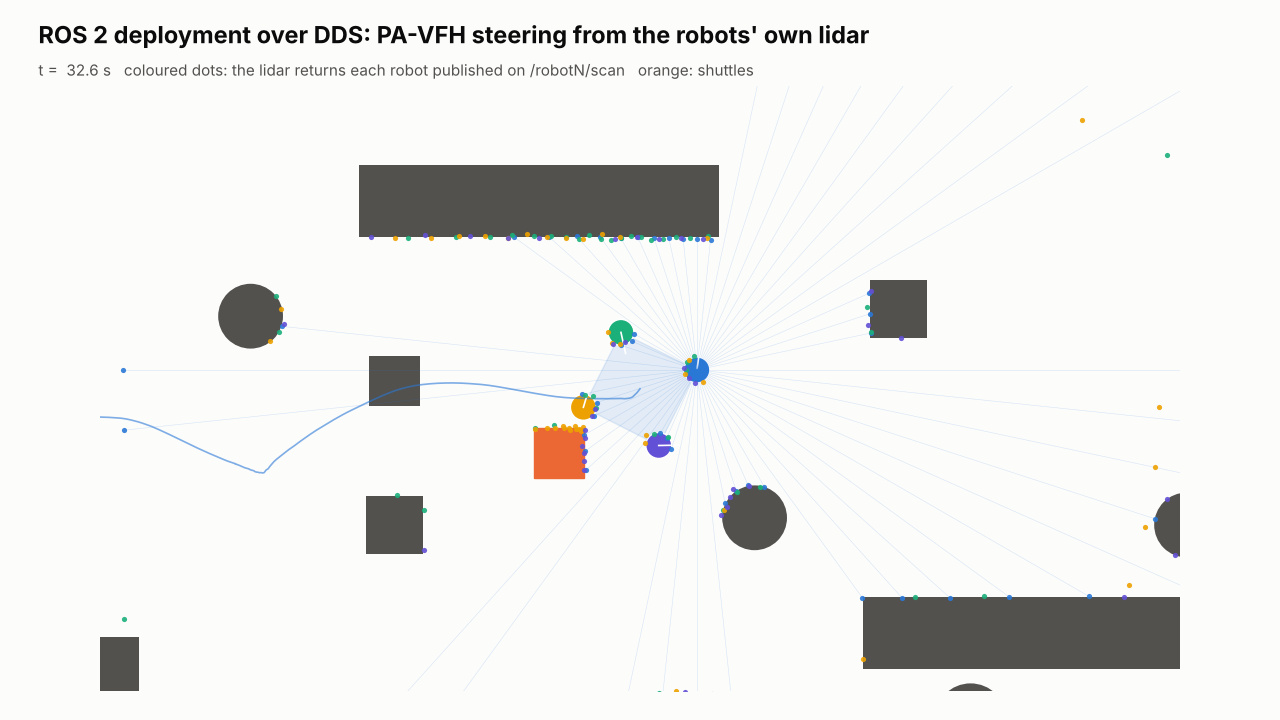 ROS 2 deployment over DDS: PA-VFH steering from the robots' own lidar
t =  32.6 s   coloured dots: the lidar returns each robot published on /robotN/scan   orange: shuttles